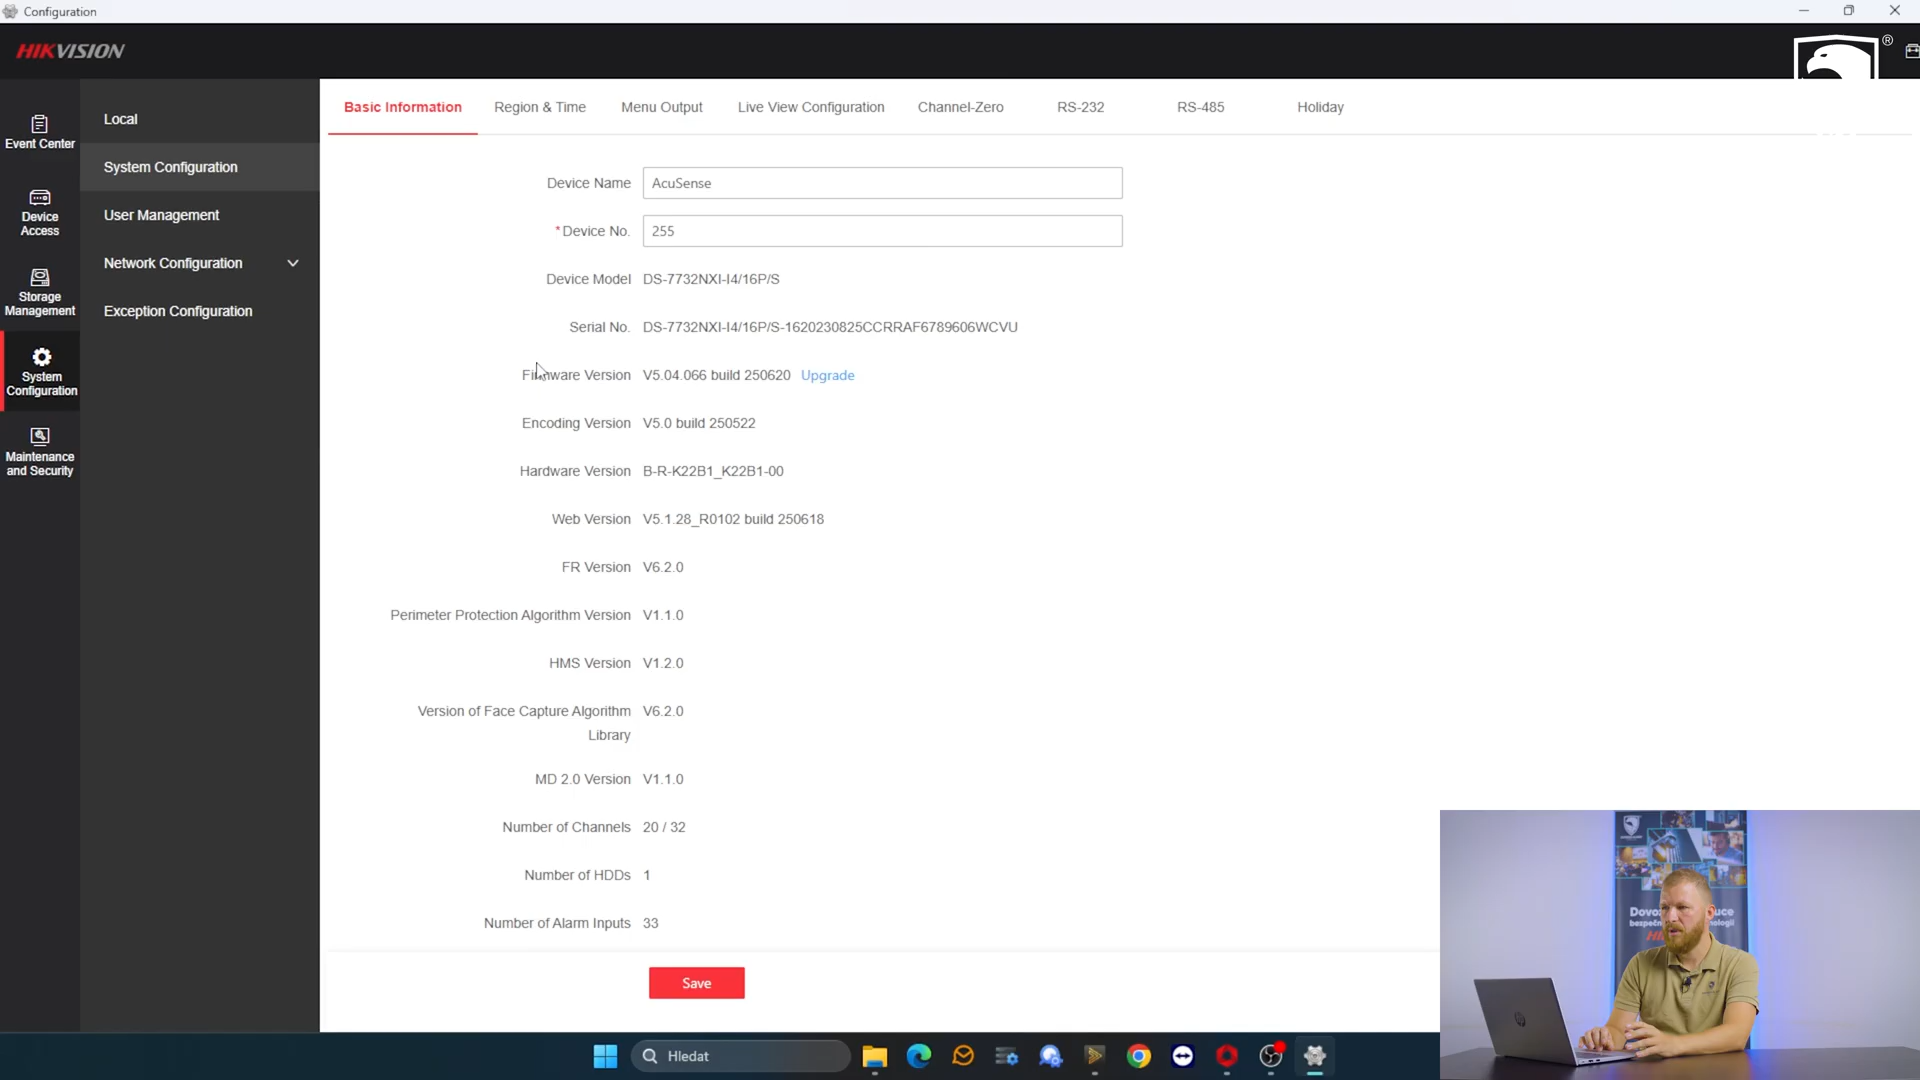 Configuration
HIKVISION
®
Event Center
Device
Access
Storage
Management
System
Configuration
Maintenance
and Security
Local
System Configuration
User Management
Network Configuration
Exception Configuration
Basic Information
Region & Time
Menu Output
Live View Configuration
Channel-Zero
RS-232
RS-485
Holiday
Device Name AcuSense
* Device No. 255
Device Model DS-7732NXI-I4/16P/S
Serial No. DS-7732NXI-I4/16P/S-1620230825CCRRAF6789606WCVU
Firmware Version V5.04.066 build 250620 Upgrade
Encoding Version V5.0 build 250522
Hardware Version B-R-K22B1_K22B1-00
Web Version V5.1.28_R0102 build 250618
FR Version V6.2.0
Perimeter Protection Algorithm Version V1.1.0
HMS Version V1.2.0
Version of Face Capture Algorithm V6.2.0
Library
MD 2.0 Version V1.1.0
Number of Channels 20 / 32
Number of HDDs 1
Number of Alarm Inputs 33
Save
Hledat
hp